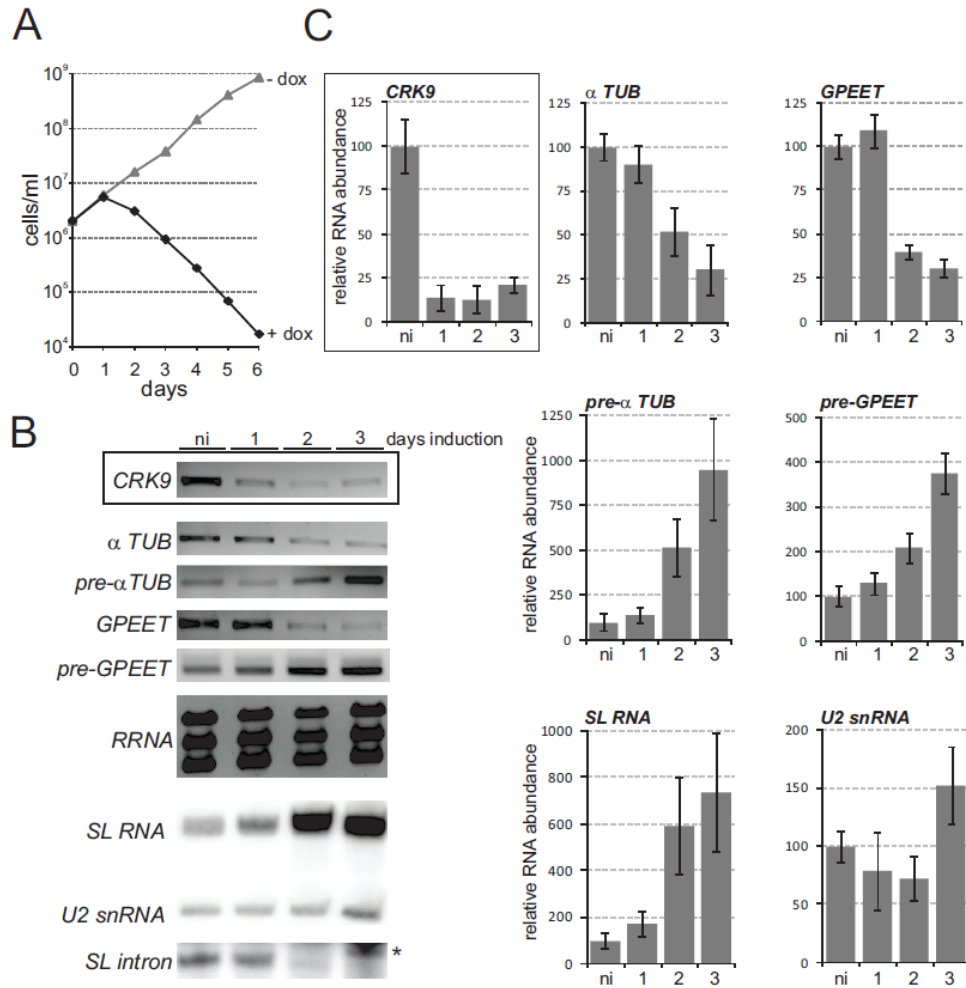 A
cells/ml
10⁹
10⁸
10⁷
10⁶
10⁵
10⁴
- dox
+ dox
0 1 2 3 4 5 6
days
B
ni 1 2 3 days induction
CRK9
α TUB
pre-αTUB
GPEET
pre-GPEET
RRNA
SL RNA
U2 snRNA
SL intron *
C
CRK9
relative RNA abundance
125
100
75
50
25
0
ni 1 2 3
α TUB
125
100
75
50
25
0
ni 1 2 3
GPEET
125
100
75
50
25
0
ni 1 2 3
pre-α TUB
relative RNA abundance
1250
1000
750
500
250
0
ni 1 2 3
pre-GPEET
500
400
300
200
100
0
ni 1 2 3
SL RNA
relative RNA abundance
1000
800
600
400
200
0
ni 1 2 3
U2 snRNA
200
150
100
50
0
ni 1 2 3